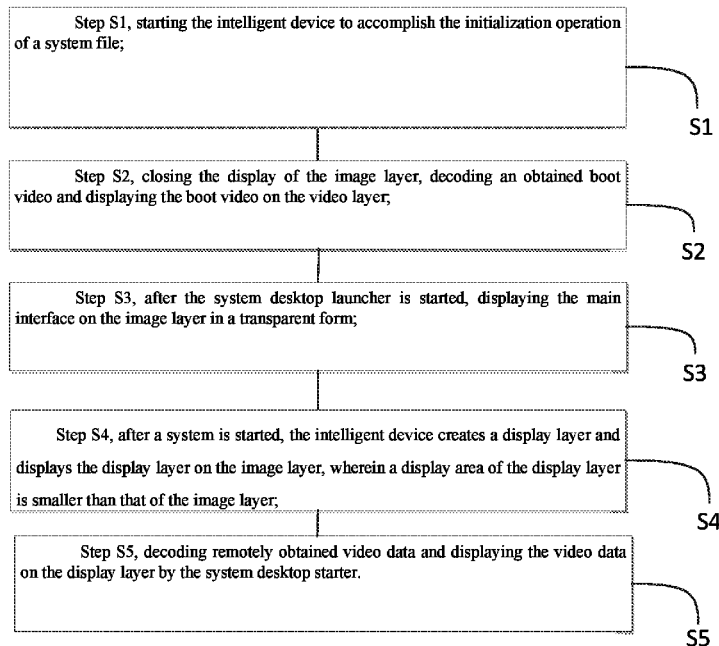 Step S1, starting the intelligent device to accomplish the initialization operation
of a system file;
S1
Step S2, closing the display of the image layer, decoding an obtained boot
video and displaying the boot video on the video layer;
S2
Step S3, after the system desktop launcher is started, displaying the main
interface on the image layer in a transparent form;
S3
Step S4, after a system is started, the intelligent device creates a display layer and
displays the display layer on the image layer, wherein a display area of the display layer
is smaller than that of the image layer;
S4
Step S5, decoding remotely obtained video data and displaying the video data
on the display layer by the system desktop starter.
S5